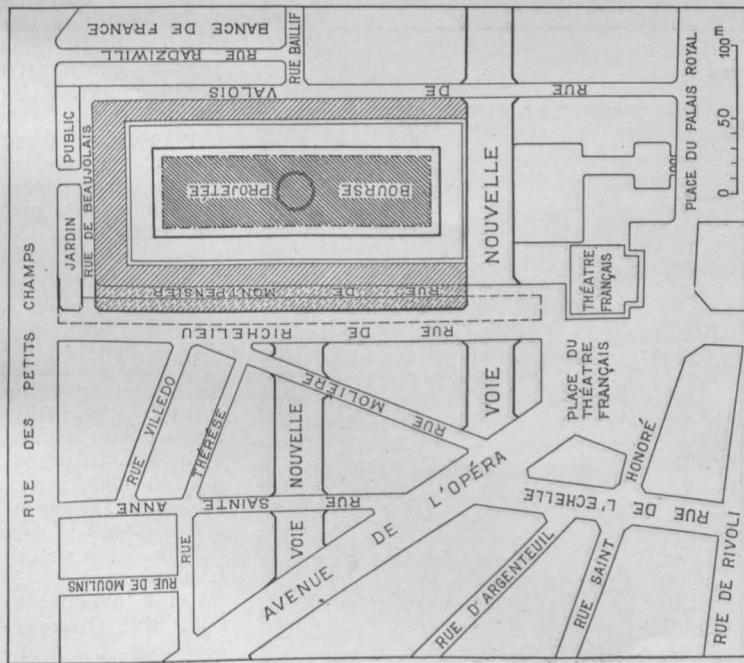 RUE DES PETITS CHAMPS
JARDIN
PUBLIC
RUE DE BEAUJOLAIS
BANCE DE FRANCE
RUE RADZIWILL
RUE BAILLIF
RUE DE VALOIS
BOURSE PROJETÉE
RUE DE MONTPENSIER
RUE DE RICHELIEU
NOUVELLE
VOIE
THÉATRE
FRANÇAIS
PLACE DU PALAIS ROYAL
0 50 100m
PLACE DU
THÉATRE
FRANÇAIS
RUE VILLEDO
RUE THÉRÈSE
RUE MOLIÈRE
NOUVELLE
VOIE
RUE SAINTE ANNE
RUE DE MOULINS
AVENUE DE L'OPÉRA
RUE D'ARGENTEUIL
RUE SAINT HONORÉ
RUE DE L'ECHELLE
RUE DE RIVOLI